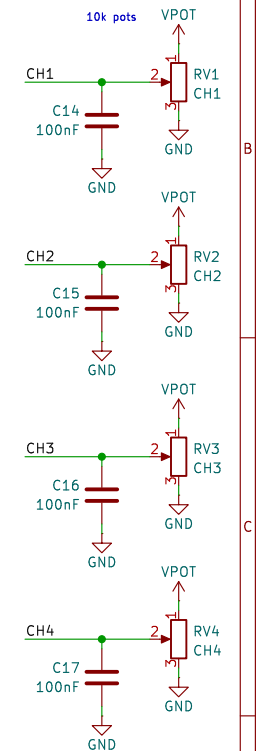 10k pots
VPOT
CH1
2
1
3
RV1
CH1
C14
100nF
GND
GND
B
VPOT
CH2
2
1
3
RV2
CH2
C15
100nF
GND
GND
VPOT
CH3
2
1
3
RV3
CH3
C16
100nF
GND
GND
C
VPOT
CH4
2
1
3
RV4
CH4
C17
100nF
GND
GND